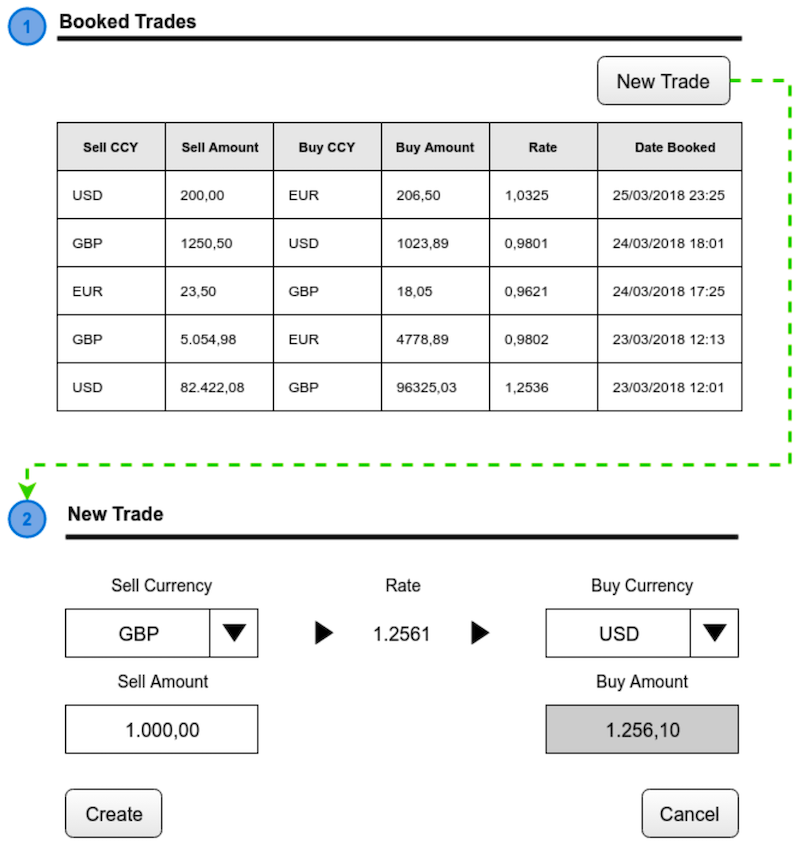 1 Booked Trades
New Trade
Sell CCY Sell Amount Buy CCY Buy Amount Rate Date Booked
USD 200,00 EUR 206,50 1,0325 25/03/2018 23:25
GBP 1250,50 USD 1023,89 0,9801 24/03/2018 18:01
EUR 23,50 GBP 18,05 0,9621 24/03/2018 17:25
GBP 5.054,98 EUR 4778,89 0,9802 23/03/2018 12:13
USD 82.422,08 GBP 96325,03 1,2536 23/03/2018 12:01
2 New Trade
Sell Currency Rate Buy Currency
GBP 1.2561 USD
Sell Amount Buy Amount
1.000,00 1.256,10
Create Cancel